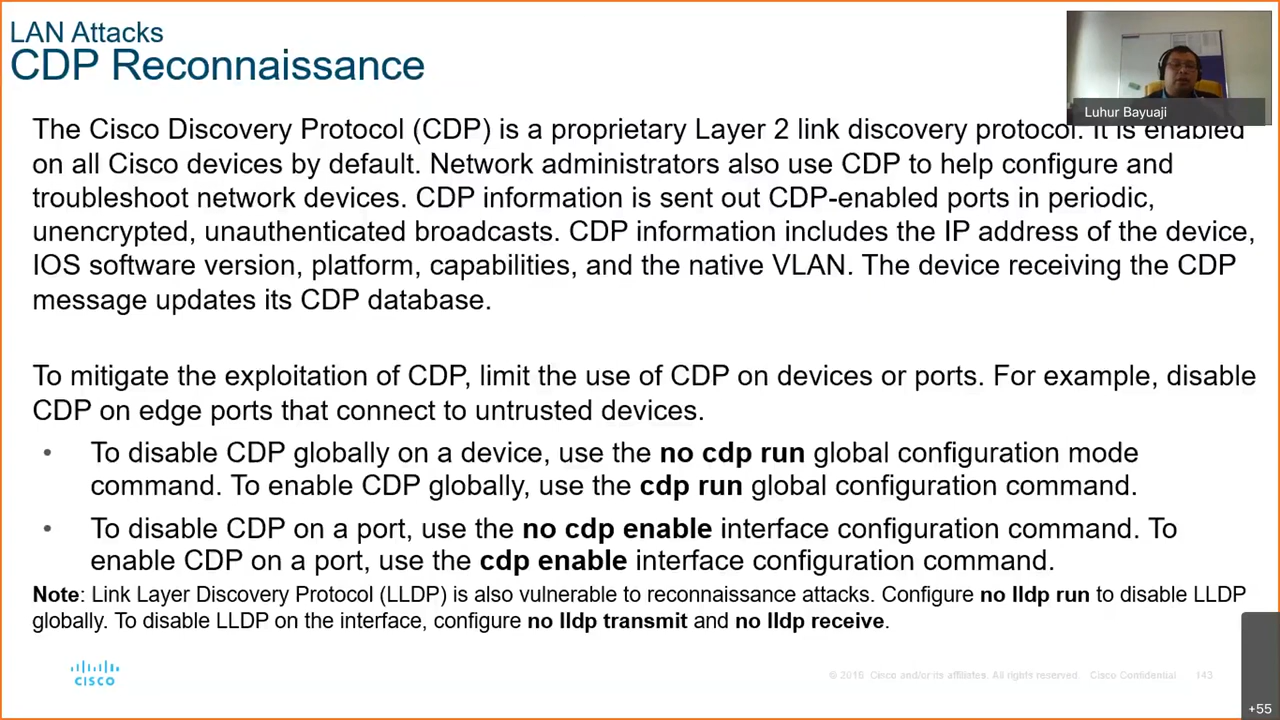 LAN Attacks
CDP Reconnaissance
Luhur Bayuaji
The Cisco Discovery Protocol (CDP) is a proprietary Layer 2 link discovery protocol. It is enabled
on all Cisco devices by default. Network administrators also use CDP to help configure and
troubleshoot network devices. CDP information is sent out CDP-enabled ports in periodic,
unencrypted, unauthenticated broadcasts. CDP information includes the IP address of the device,
IOS software version, platform, capabilities, and the native VLAN. The device receiving the CDP
message updates its CDP database.
To mitigate the exploitation of CDP, limit the use of CDP on devices or ports. For example, disable
CDP on edge ports that connect to untrusted devices.
• To disable CDP globally on a device, use the no cdp run global configuration mode
command. To enable CDP globally, use the cdp run global configuration command.
• To disable CDP on a port, use the no cdp enable interface configuration command. To
enable CDP on a port, use the cdp enable interface configuration command.
Note: Link Layer Discovery Protocol (LLDP) is also vulnerable to reconnaissance attacks. Configure no lldp run to disable LLDP
globally. To disable LLDP on the interface, configure no lldp transmit and no lldp receive.
CISCO
© 2016 Cisco and/or its affiliates. All rights reserved. Cisco Confidential 143
+55